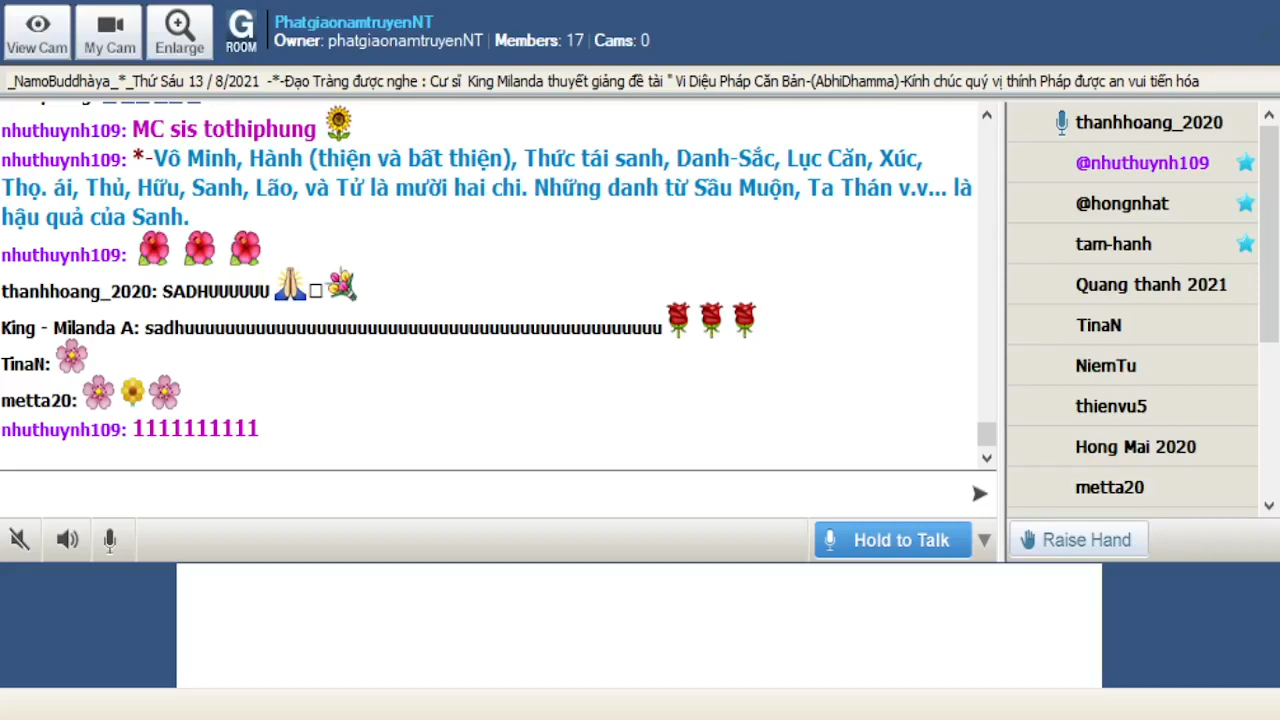 View Cam
My Cam
Enlarge
G
ROOM
PhatgiaonamtruyenNT
Owner: phatgiaonamtruyenNT | Members: 17 | Cams: 0
_NamoBuddhàya_*_Thứ Sáu 13 / 8/2021 -*-Đạo Tràng được nghe : Cư sĩ King Milanda thuyết giảng đề tài " Vi Diệu Pháp Căn Bản-(AbhiDhamma)-Kính chúc quý vị thính Pháp được an vui tiến hóa
nhuthuynh109: MC sis tothiphung
nhuthuynh109: *-Vô Minh, Hành (thiện và bất thiện), Thức tái sanh, Danh-Sắc, Lục Căn, Xúc,
Thọ. ái, Thủ, Hữu, Sanh, Lão, và Tử là mười hai chi. Những danh từ Sầu Muộn, Ta Thán v.v... là
hậu quả của Sanh.
nhuthuynh109:
thanhhoang_2020: SADHUUUUUU
King - Milanda A: sadhuuuuuuuuuuuuuuuuuuuuuuuuuuuuuuuuuuuuuuuuuuuuuuu
TinaN:
metta20:
nhuthuynh109: 1111111111
Hold to Talk
thanhhoang_2020
@nhuthuynh109
@hongnhat
tam-hanh
Quang thanh 2021
TinaN
NiemTu
thienvu5
Hong Mai 2020
metta20
Raise Hand